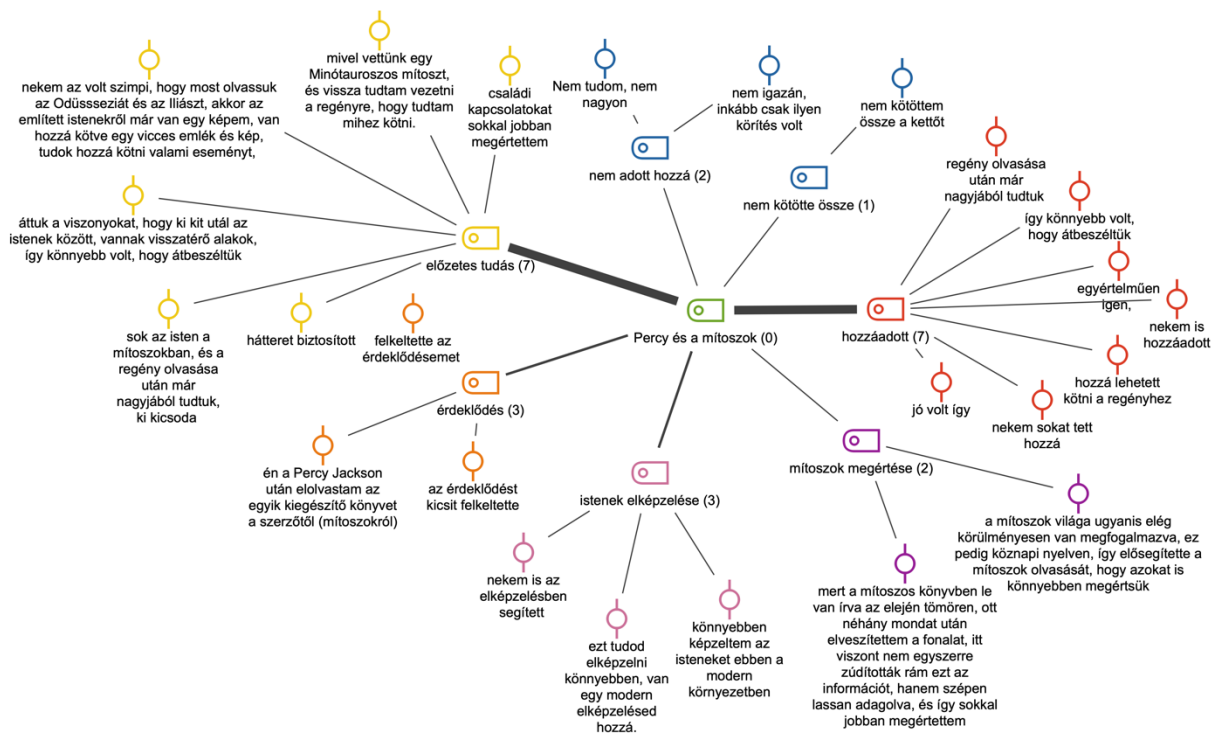 nekem az volt szimpi, hogy most olvassuk
az Odüssseziát és az Iliászt, akkor az
említett istenekről már van egy képem, van
hozzá kötve egy vicces emlék és kép,
tudok hozzá kötni valami eseményt,
mivel vettünk egy
Minótauroszos mítoszt,
és vissza tudtam vezetni
a regényre, hogy tudtam
mihez kötni.
családi
kapcsolatokat
sokkal jobban
megértettem
Nem tudom, nem
nagyon
nem igazán,
inkább csak ilyen
körítés volt
nem kötöttem
össze a kettőt
nem adott hozzá (2)
nem kötötte össze (1)
regény olvasása
után már
nagyjából tudtuk
áttuk a viszonyokat, hogy ki kit utál az
istenek között, vannak visszatérő alakok,
így könnyebb volt, hogy átbeszéltük
előzetes tudás (7)
így könnyebb volt,
hogy átbeszéltük
egyértelműen
igen,
nekem is
hozzáadott
sok az isten a
mítoszokban, és a
regény olvasása
után már
nagyjából tudtuk,
ki kicsoda
hátteret biztosított
felkeltette az
érdeklődésemet
Percy és a mítoszok (0)
hozzáadott (7)
hozzá lehetett
kötni a regényhez
jó volt így
nekem sokat tett
hozzá
érdeklődés (3)
én a Percy Jackson
után elolvastam az
egyik kiegészítő könyvet
a szerzőtől (mítoszokról)
az érdeklődést
kicsit felkeltette
istenek elképzelése (3)
mítoszok megértése (2)
nekem is az
elképzelésben
segített
ezt tudod
elképzelni
könnyebben, van
egy modern
elképzelésed
hozzá.
könnyebben
képzeltem az
isteneket ebben a
modern
környezetben
mert a mítoszos könyvben le
van írva az elején tömören, ott
néhány mondat után
elveszítettem a fonalat, itt
viszont nem egyszerre
zúdították rám ezt az
információt, hanem szépen
lassan adagolva, és így sokkal
jobban megértettem
a mítoszok világa ugyanis elég
körülményesen van megfogalmazva, ez
pedig köznapi nyelven, így elősegítette a
mítoszok olvasását, hogy azokat is
könnyebben megértsük